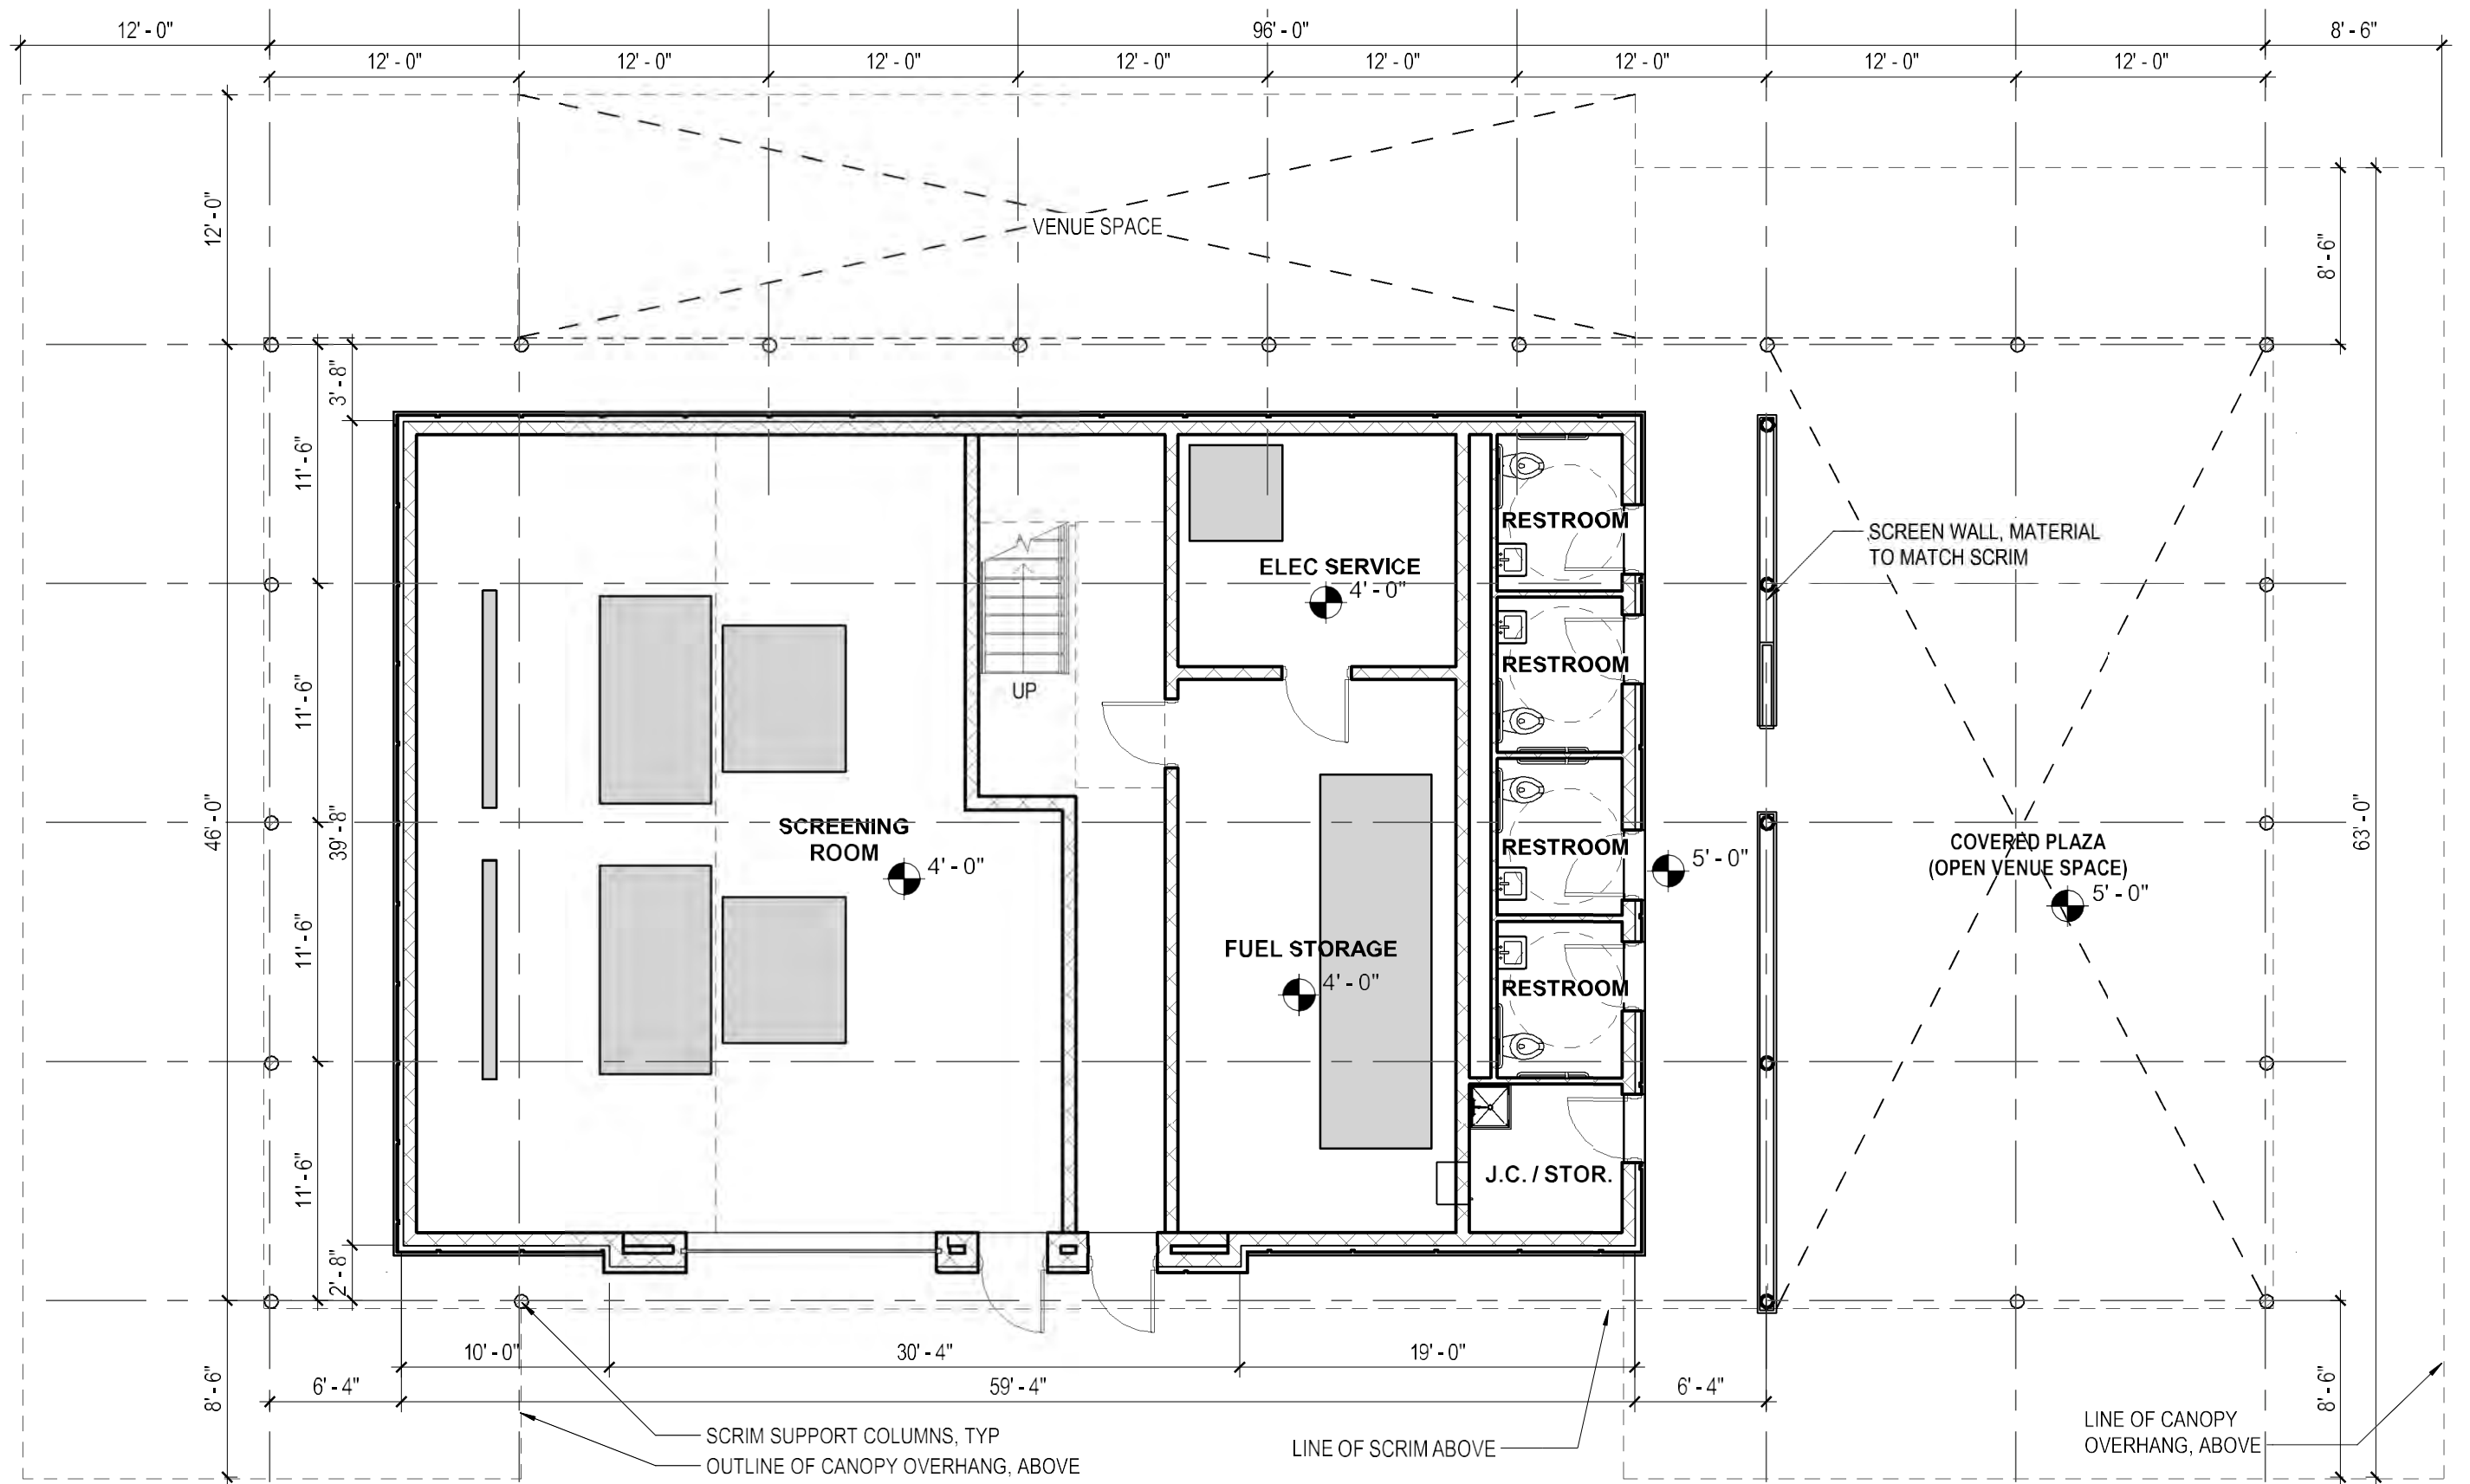 12' - 0"
96' - 0"
8' - 6"
12' - 0"
12' - 0"
12' - 0"
12' - 0"
12' - 0"
12' - 0"
12' - 0"
12' - 0"
12' - 0"
VENUE SPACE
8' - 6"
3' - 8"
11' - 6"
RESTROOM
SCREEN WALL, MATERIAL
TO MATCH SCRIM
ELEC SERVICE
4' - 0"
RESTROOM
UP
11' - 6"
46' - 0"
39' - 8"
SCREENING
ROOM
4' - 0"
RESTROOM
5' - 0"
COVERED PLAZA
(OPEN VENUE SPACE)
5' - 0"
63' - 0"
11' - 6"
FUEL STORAGE
4' - 0"
RESTROOM
11' - 6"
J.C. / STOR.
2' - 8"
10' - 0"
30' - 4"
19' - 0"
8' - 6"
6' - 4"
59' - 4"
6' - 4"
8' - 6"
SCRIM SUPPORT COLUMNS, TYP
OUTLINE OF CANOPY OVERHANG, ABOVE
LINE OF SCRIM ABOVE
LINE OF CANOPY
OVERHANG, ABOVE